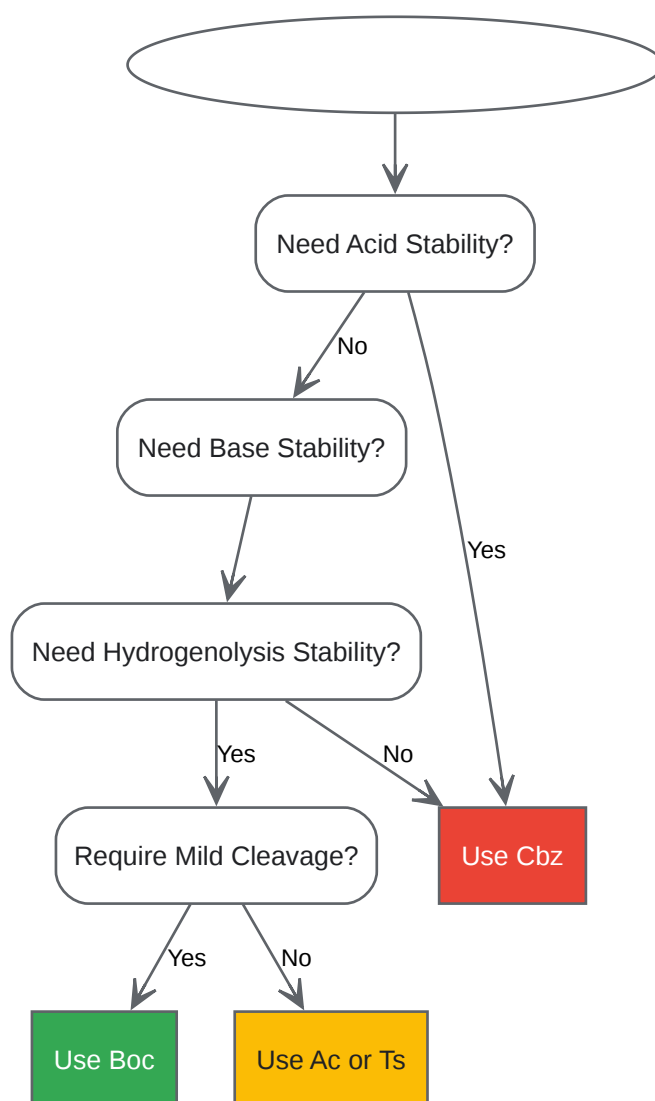 Need Acid Stability?
No
Need Base Stability?
Yes
Need Hydrogenolysis Stability?
Yes
No
Require Mild Cleavage?
Use Cbz
Yes
No
Use Boc
Use Ac or Ts